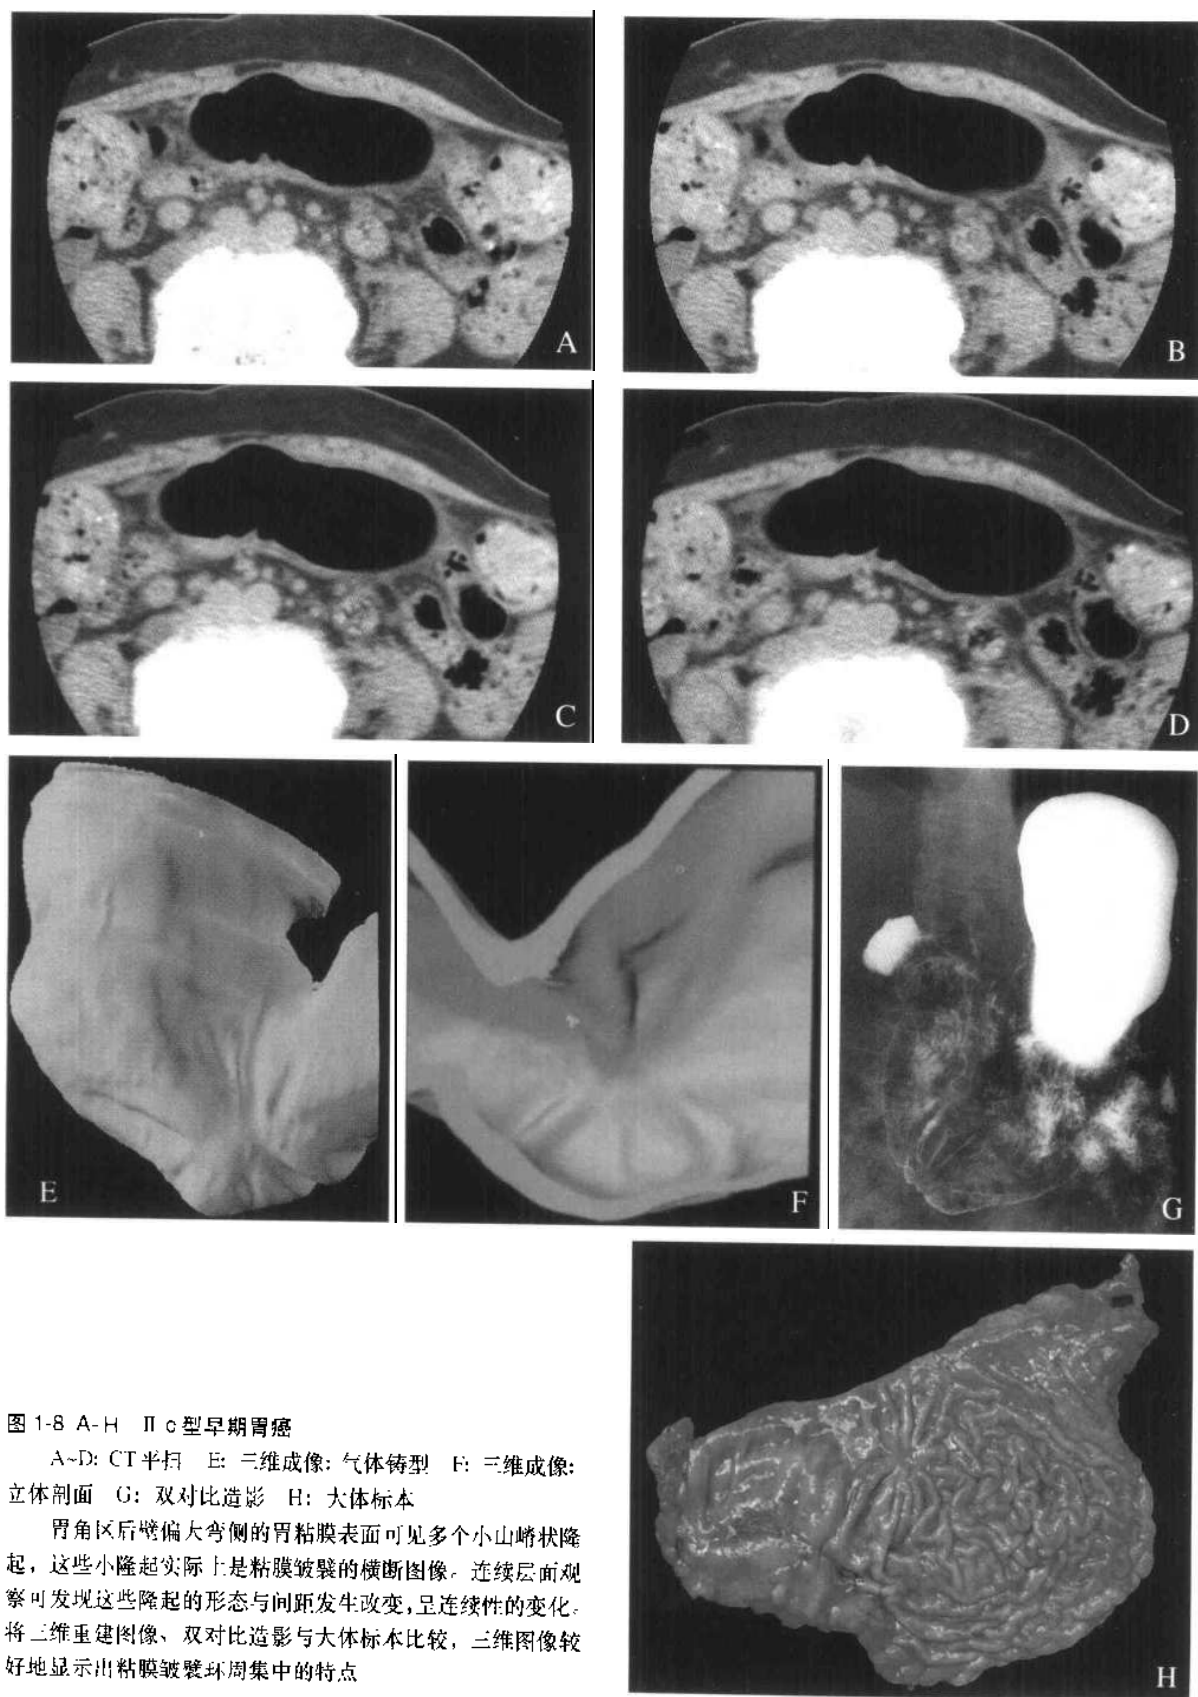 A
B
C
D
E
F
G
H
图 1-8 A-H Ⅱc型早期胃癌
A~D: CT平扫 E: 三维成像: 气体铸型 F: 三维成像:
立体剖面 G: 双对比造影 H: 大体标本
胃角区后壁偏大弯侧的胃粘膜表面可见多个小山嵴状隆
起，这些小隆起实际上是粘膜皱襞的横断图像。连续层面观
察可发现这些隆起的形态与间距发生改变,呈连续性的变化。
将三维重建图像、双对比造影与大体标本比较，三维图像较
好地显示出粘膜皱襞环周集中的特点